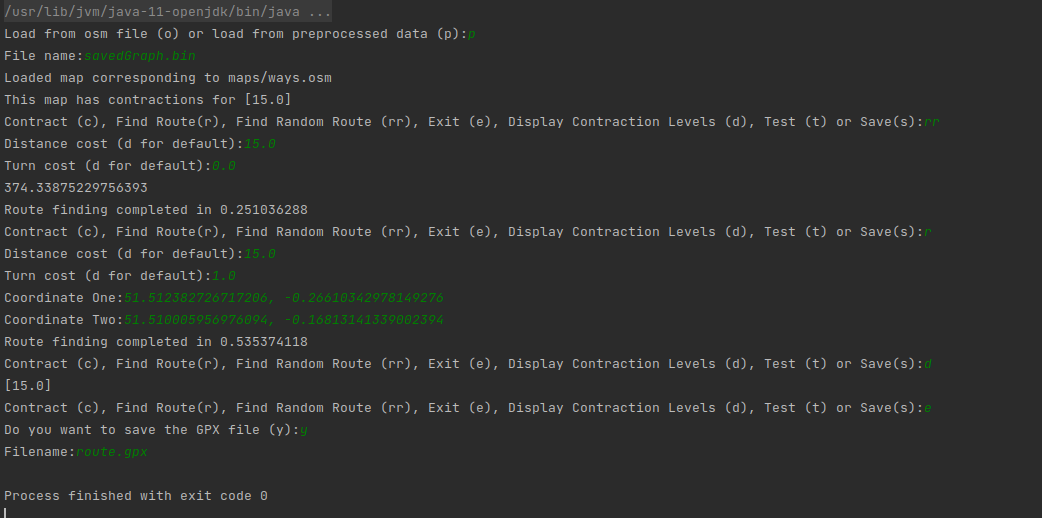 /usr/lib/jvm/java-11-openjdk/bin/java ...
Load from osm file (o) or load from preprocessed data (p):p
File name:savedGraph.bin
Loaded map corresponding to maps/ways.osm
This map has contractions for [15.0]
Contract (c), Find Route(r), Find Random Route (rr), Exit (e), Display Contraction Levels (d), Test (t) or Save(s):rr
Distance cost (d for default):15.0
Turn cost (d for default):0.0
374.33875229756393
Route finding completed in 0.251036288
Contract (c), Find Route(r), Find Random Route (rr), Exit (e), Display Contraction Levels (d), Test (t) or Save(s):r
Distance cost (d for default):15.0
Turn cost (d for default):1.0
Coordinate One:51.512382726717206, -0.26610342978149276
Coordinate Two:51.510005956976094, -0.16813141339002394
Route finding completed in 0.535374118
Contract (c), Find Route(r), Find Random Route (rr), Exit (e), Display Contraction Levels (d), Test (t) or Save(s):d
[15.0]
Contract (c), Find Route(r), Find Random Route (rr), Exit (e), Display Contraction Levels (d), Test (t) or Save(s):e
Do you want to save the GPX file (y):y
Filename:route.gpx
Process finished with exit code 0